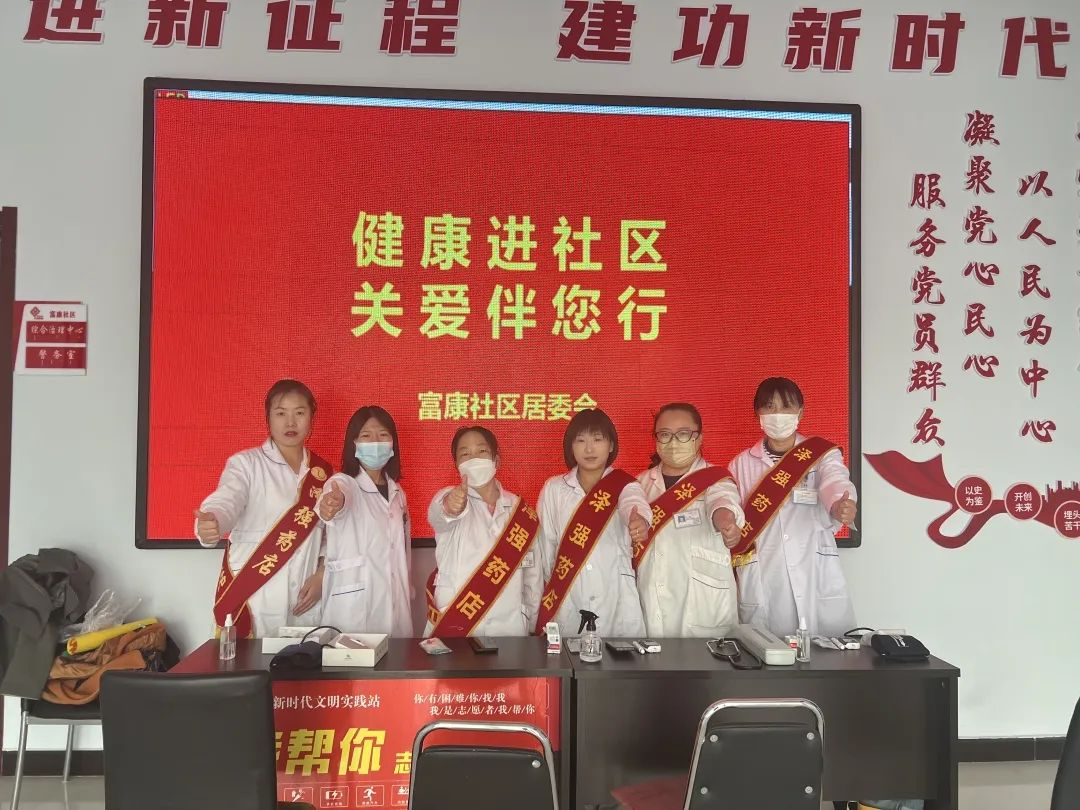 进新征程 建功新时代
健康进社区
关爱伴您行
富康社区居委会
凝聚党心民心
服务党员群众
以人民为中心
以史
为鉴
开创
未来
埋头
苦干
富康社区
综合治理中心
警务室
强药店
强药店
泽强药店
泽
泽强药店
新时代文明实践站
你/有/困/难/你/找/我
我/是/志/愿/者/我/帮/你
帮你
志